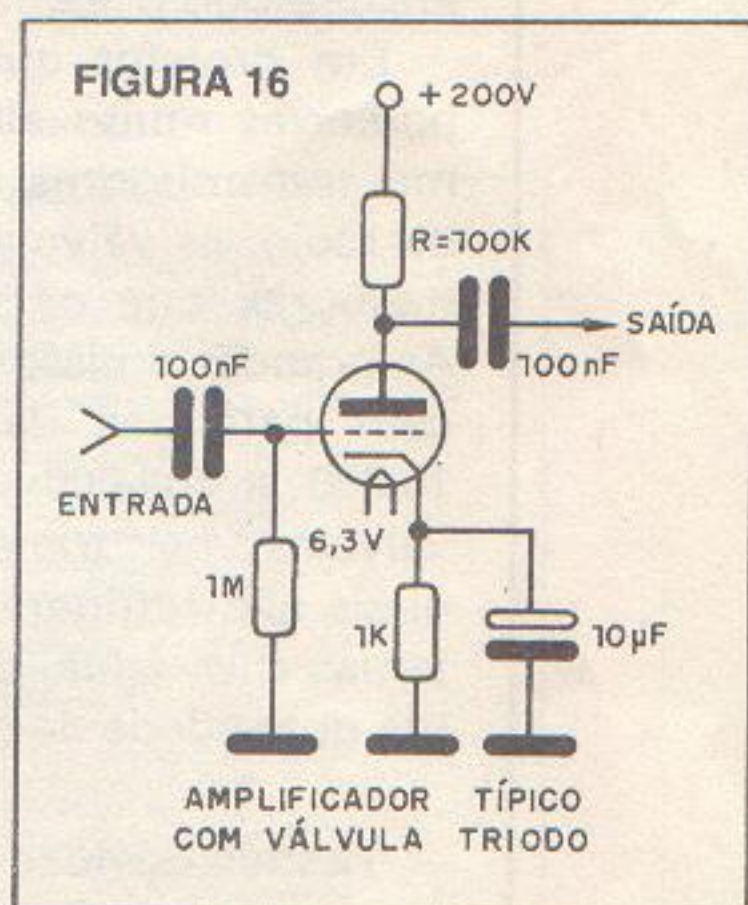 FIGURA 16
+ 200V
R=100K
SAÍDA
100nF
100nF
ENTRADA
6,3V
1M
1K
10µF
AMPLIFICADOR TÍPICO
COM VÁLVULA TRIODO